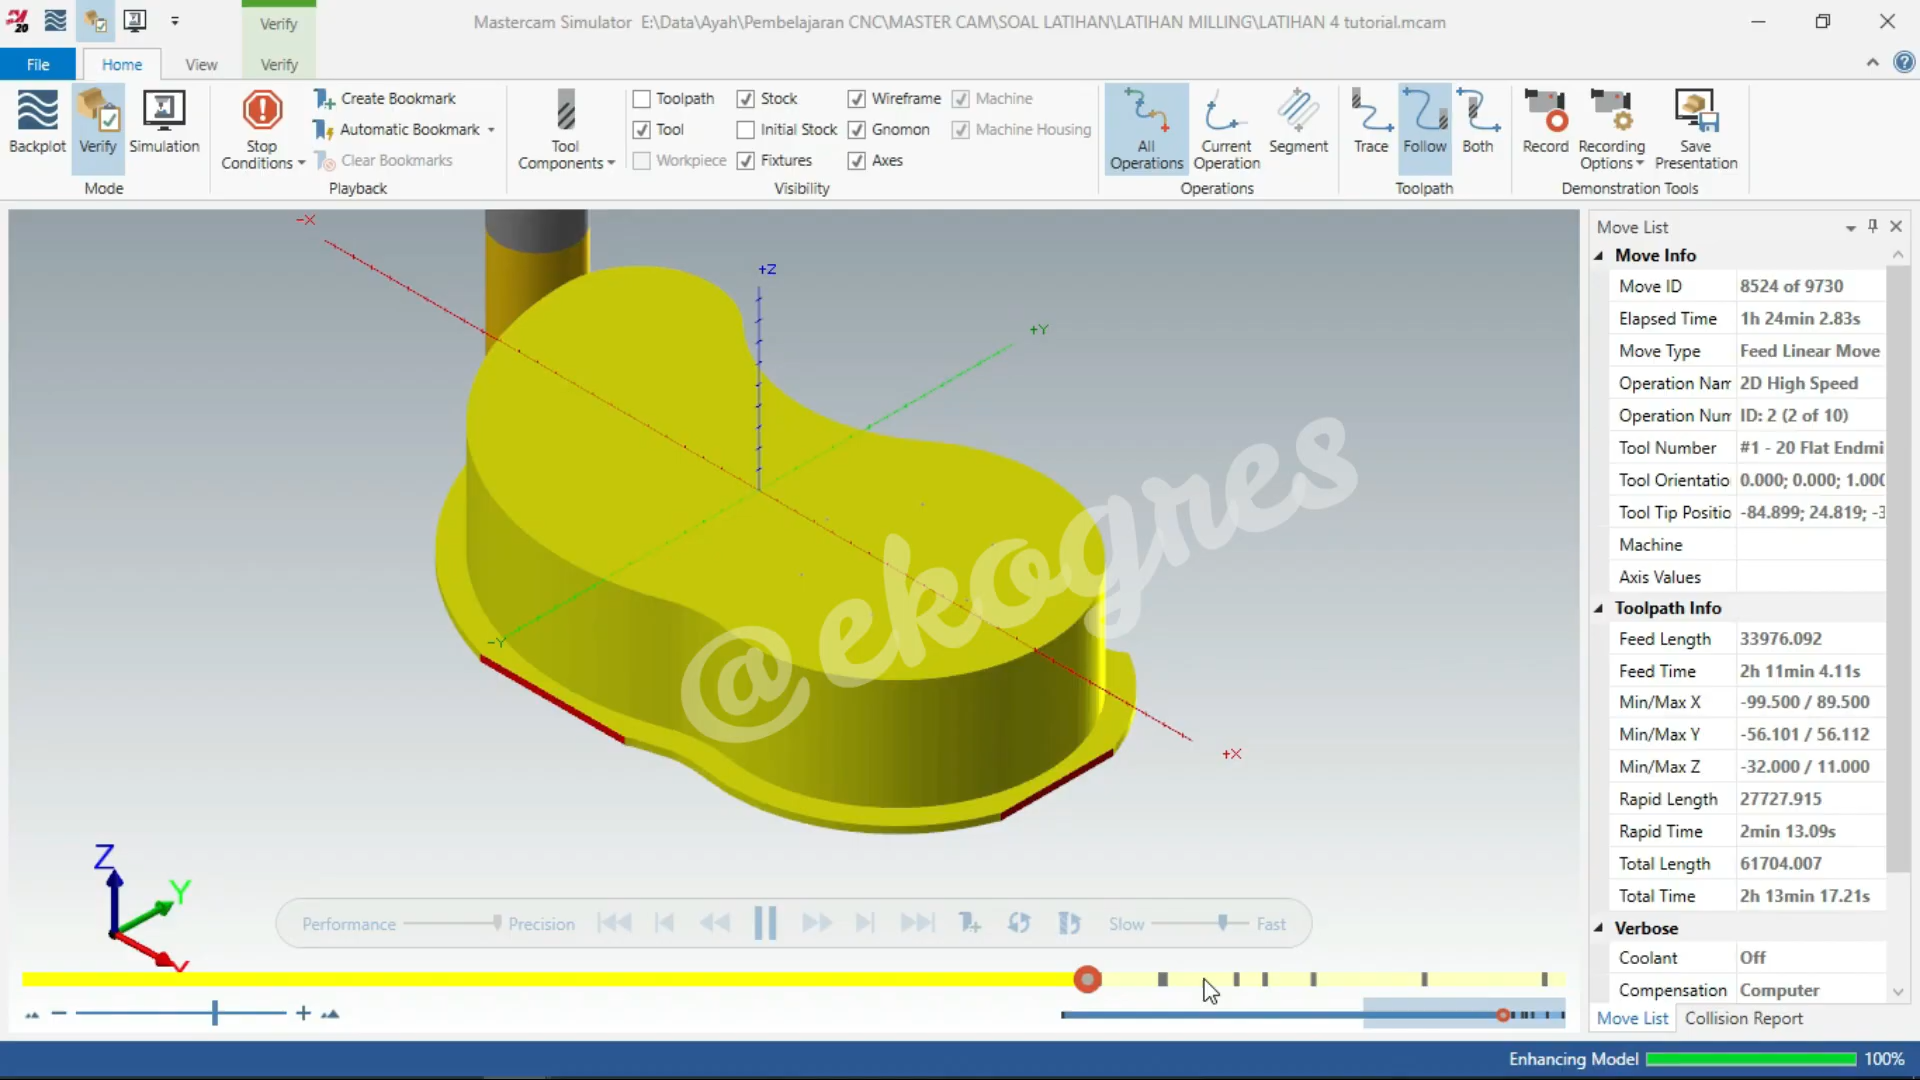 Verify
Mastercam Simulator E:\Data\Ayah\Pembelajaran CNC\MASTER CAM\SOAL LATIHAN\LATIHAN MILLING\LATIHAN 4 tutorial.mcam
File
Home
View
Verify
Backplot
Verify
Simulation
Mode
Stop
Conditions
Create Bookmark
Automatic Bookmark
Clear Bookmarks
Playback
Tool
Components
Toolpath
Tool
Workpiece
Stock
Initial Stock
Fixtures
Wireframe
Gnomon
Axes
Machine
Machine Housing
Visibility
All
Operations
Current
Operation
Segment
Operations
Trace
Follow
Both
Toolpath
Record
Recording
Options
Save
Presentation
Demonstration Tools
-X
+Z
+Y
-Y
+X
@ekogres
Z
Y
Performance
Precision
Slow
Fast
Move List
Move Info
Move ID 8524 of 9730
Elapsed Time 1h 24min 2.83s
Move Type Feed Linear Move
Operation Nam 2D High Speed
Operation Num ID: 2 (2 of 10)
Tool Number #1 - 20 Flat Endmi
Tool Orientatio 0.000; 0.000; 1.000
Tool Tip Positio -84.899; 24.819; -3
Machine
Axis Values
Toolpath Info
Feed Length 33976.092
Feed Time 2h 11min 4.11s
Min/Max X -99.500 / 89.500
Min/Max Y -56.101 / 56.112
Min/Max Z -32.000 / 11.000
Rapid Length 27727.915
Rapid Time 2min 13.09s
Total Length 61704.007
Total Time 2h 13min 17.21s
Verbose
Coolant Off
Compensation Computer
Move List
Collision Report
Enhancing Model 100%